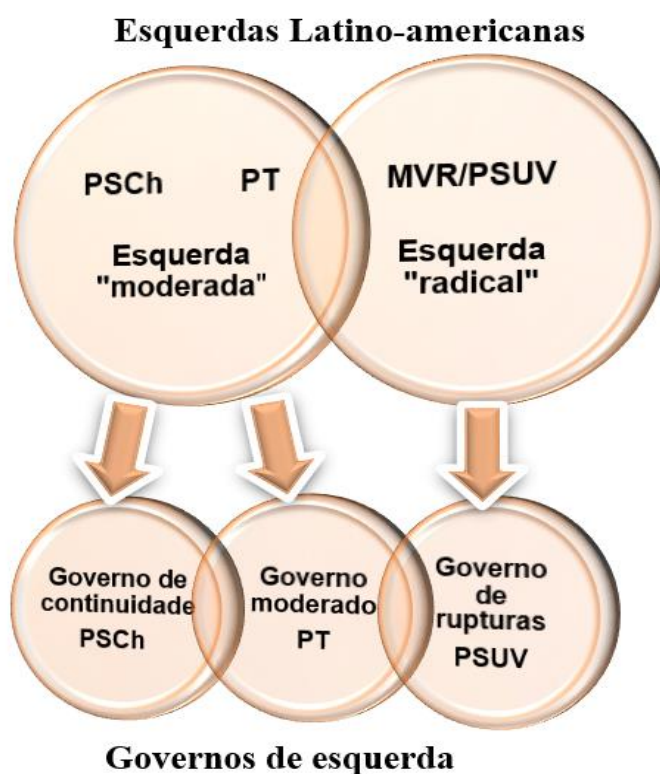 Esquerdas Latino-americanas
PSCh PT
Esquerda
"moderada"
MVR/PSUV
Esquerda
"radical"
Governo de
continuidade
PSCh
Governo
moderado
PT
Governo
de
rupturas
PSUV
Governos de esquerda